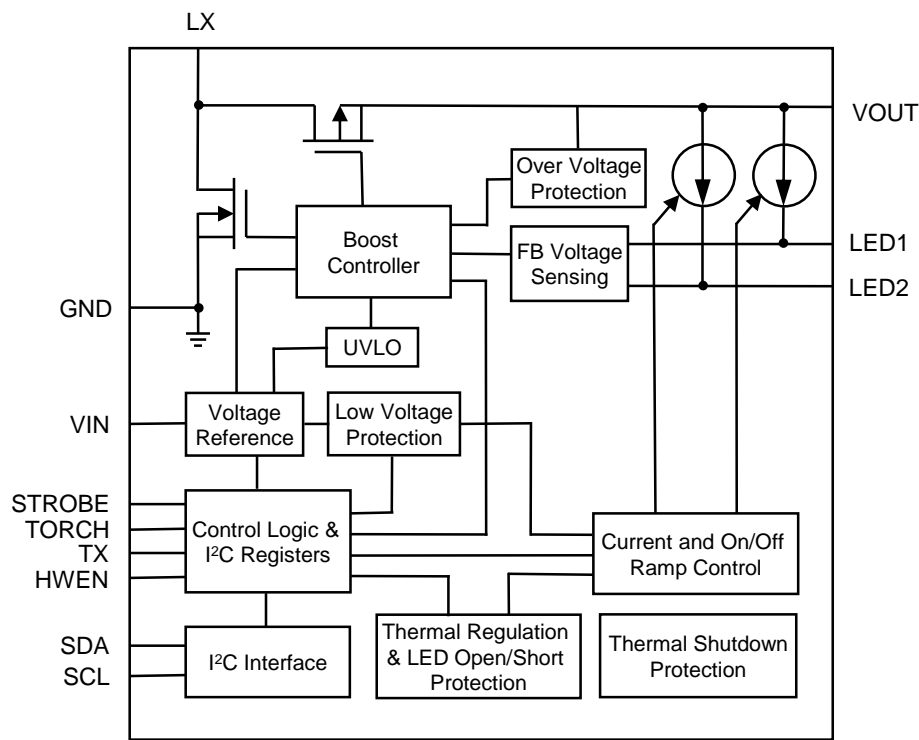 LX
VOUT
Over Voltage
Protection
Boost
Controller
FB Voltage
Sensing
LED1
LED2
GND
UVLO
VIN
Voltage
Reference
Low Voltage
Protection
STROBE
TORCH
TX
HWEN
Control Logic &
I²C Registers
Current and On/Off
Ramp Control
SDA
SCL
I²C Interface
Thermal Regulation
& LED Open/Short
Protection
Thermal Shutdown
Protection